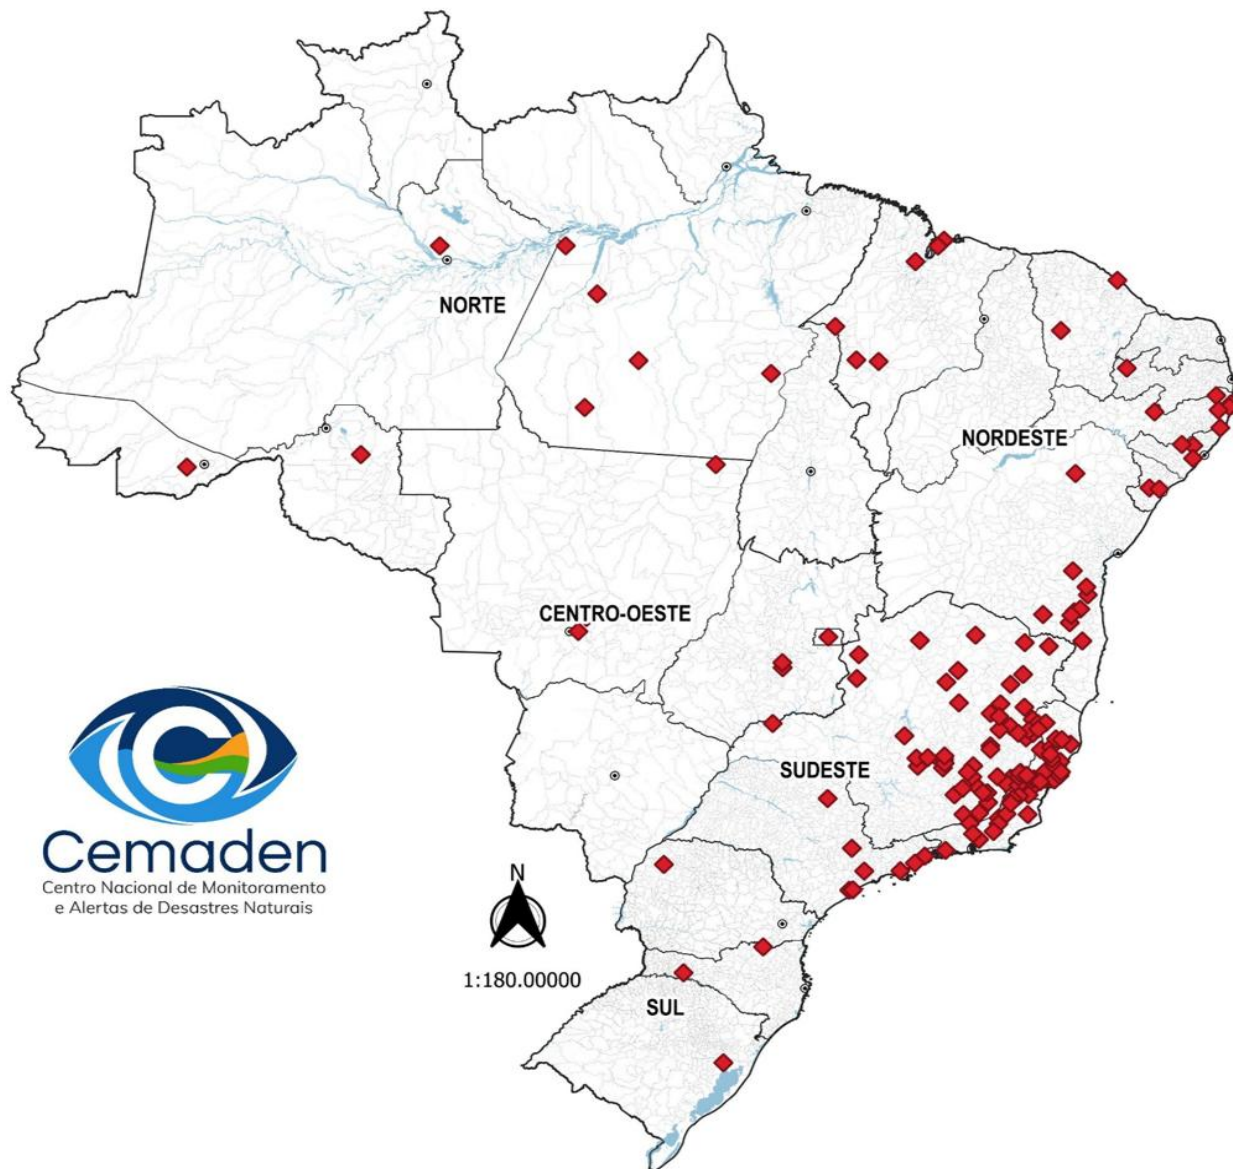 NORTE
NORDESTE
CENTRO-OESTE
SUDESTE
Cemaden
Centro Nacional de Monitoramento
e Alertas de Desastres Naturais
N
1:180.00000
SUL